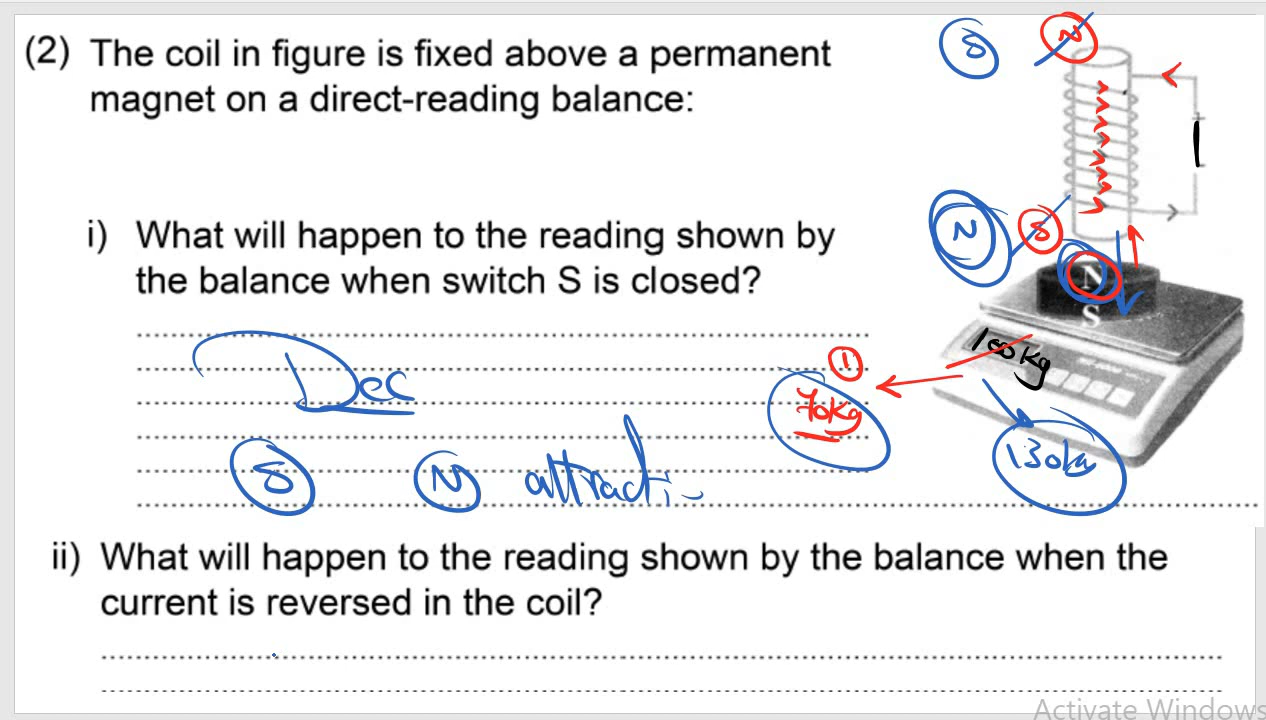 (2) The coil in figure is fixed above a permanent
magnet on a direct-reading balance:
S N
N S
N
S
i) What will happen to the reading shown by
the balance when switch S is closed?
100kg
Dec
1
70kg
130kg
S N attracti
ii) What will happen to the reading shown by the balance when the
current is reversed in the coil?
Activate Windows